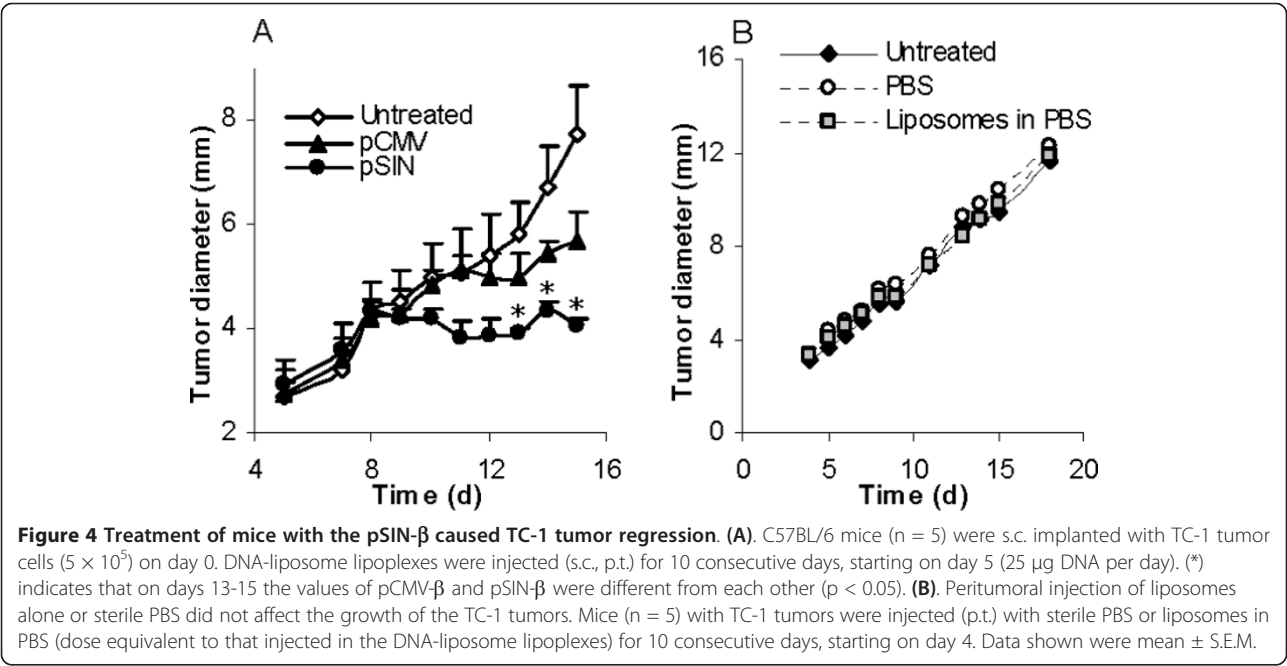 A
B
Untreated
pCMV
pSIN
Untreated
PBS
Liposomes in PBS
Tumor diameter (mm)
8
6
4
2
4
8
12
16
Time (d)
*
*
*
Tumor diameter (mm)
16
12
8
4
0
0
5
10
15
20
Time (d)
Figure 4 Treatment of mice with the pSIN-β caused TC-1 tumor regression. (A). C57BL/6 mice (n = 5) were s.c. implanted with TC-1 tumor
cells (5 × 10⁵) on day 0. DNA-liposome lipoplexes were injected (s.c., p.t.) for 10 consecutive days, starting on day 5 (25 μg DNA per day). (*)
indicates that on days 13-15 the values of pCMV-β and pSIN-β were different from each other (p < 0.05). (B). Peritumoral injection of liposomes
alone or sterile PBS did not affect the growth of the TC-1 tumors. Mice (n = 5) with TC-1 tumors were injected (p.t.) with sterile PBS or liposomes in
PBS (dose equivalent to that injected in the DNA-liposome lipoplexes) for 10 consecutive days, starting on day 4. Data shown were mean ± S.E.M.